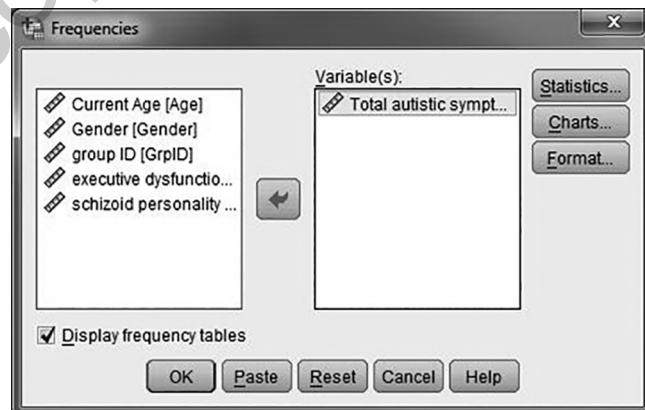 Frequencies
Variable(s):
Current Age [Age]
Gender [Gender]
group ID [GrpID]
executive dysfunctio...
schizoid personality ...
Total autistic sympt...
Statistics...
Charts...
Format...
Display frequency tables
OK Paste Reset Cancel Help